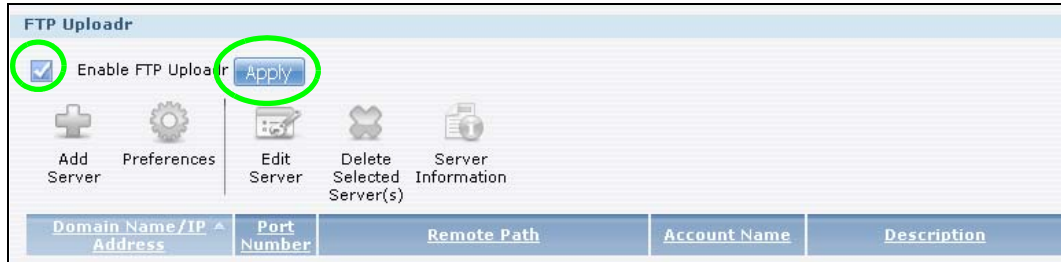 FTP Uploadr
Enable FTP Uploadr Apply
Add Server
Preferences
Edit Server
Delete Selected Server(s)
Server Information
Domain Name/IP Address
Port Number
Remote Path
Account Name
Description